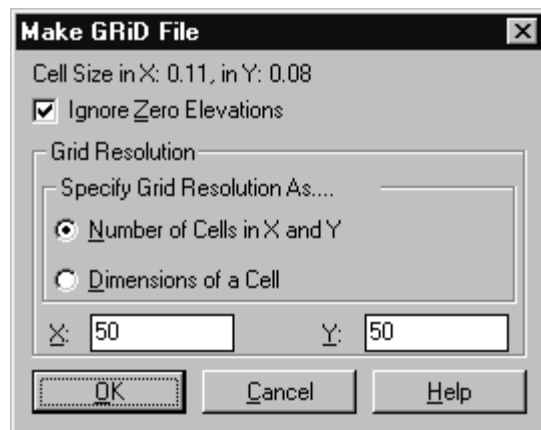 Make GRiD File
Cell Size in X: 0.11, in Y: 0.08
Ignore Zero Elevations
Grid Resolution
Specify Grid Resolution As....
Number of Cells in X and Y
Dimensions of a Cell
X: 50 Y: 50
OK Cancel Help